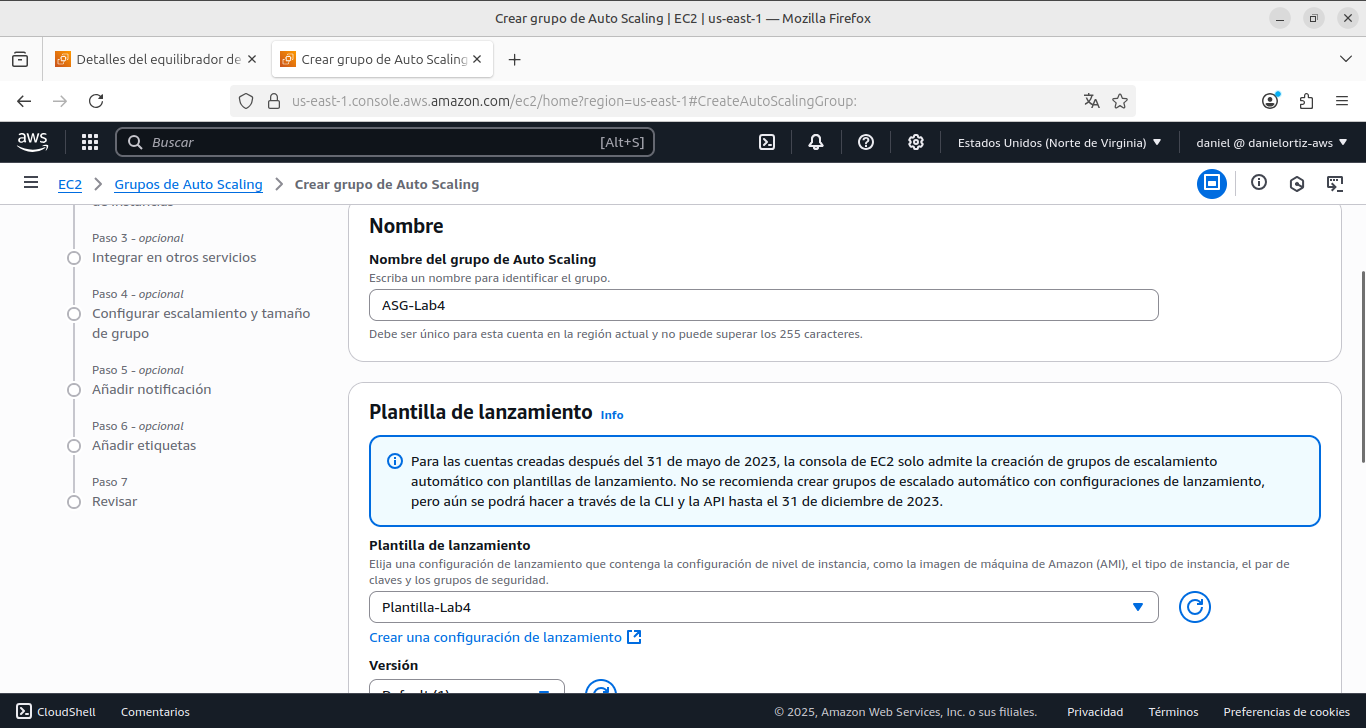 Crear grupo de Auto Scaling | EC2 | us-east-1 — Mozilla Firefox
Detalles del equilibrador de
Crear grupo de Auto Scaling
us-east-1.console.aws.amazon.com/ec2/home?region=us-east-1#CreateAutoScalingGroup:
aws
Buscar
[Alt+S]
Estados Unidos (Norte de Virginia)
daniel @ danielortiz-aws
EC2
Grupos de Auto Scaling
Crear grupo de Auto Scaling
de instancias
Paso 3 - opcional
Integrar en otros servicios
Paso 4 - opcional
Configurar escalamiento y tamaño
de grupo
Paso 5 - opcional
Añadir notificación
Paso 6 - opcional
Añadir etiquetas
Paso 7
Revisar
Nombre
Nombre del grupo de Auto Scaling
Escriba un nombre para identificar el grupo.
ASG-Lab4
Debe ser único para esta cuenta en la región actual y no puede superar los 255 caracteres.
Plantilla de lanzamiento Info
Para las cuentas creadas después del 31 de mayo de 2023, la consola de EC2 solo admite la creación de grupos de escalamiento
automático con plantillas de lanzamiento. No se recomienda crear grupos de escalado automático con configuraciones de lanzamiento,
pero aún se podrá hacer a través de la CLI y la API hasta el 31 de diciembre de 2023.
Plantilla de lanzamiento
Elija una configuración de lanzamiento que contenga la configuración de nivel de instancia, como la imagen de máquina de Amazon (AMI), el tipo de instancia, el par de
claves y los grupos de seguridad.
Plantilla-Lab4
Crear una configuración de lanzamiento
Versión
Default (1)
CloudShell
Comentarios
© 2025, Amazon Web Services, Inc. o sus filiales.
Privacidad
Términos
Preferencias de cookies